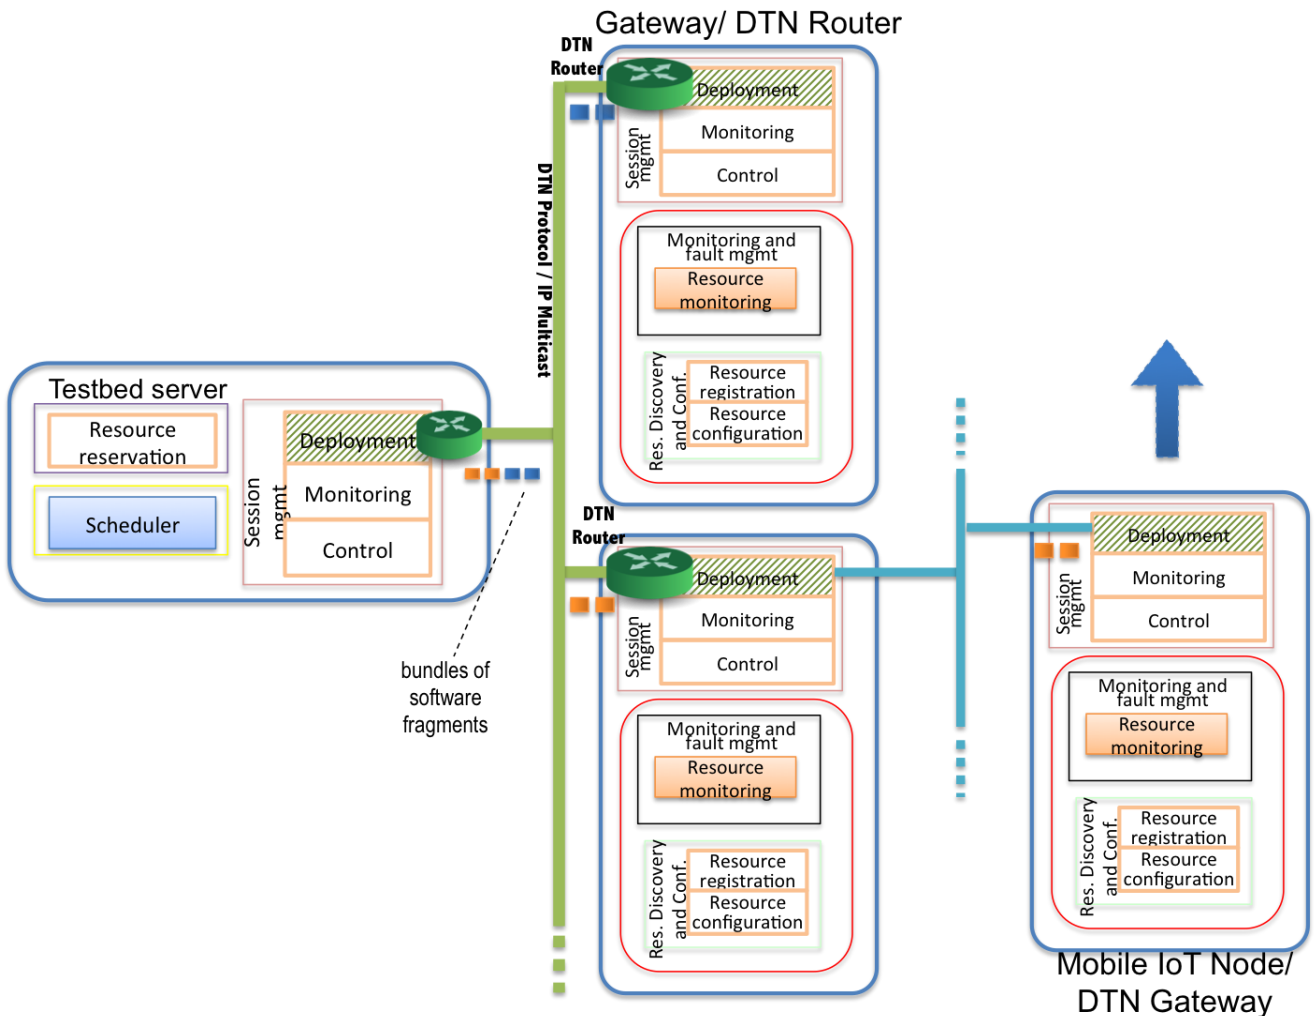 Gateway/ DTN Router
DTN
Router
Deployment
Monitoring
Control
Session
mgmt
DTN Protocol / IP Multicast
Monitoring and
fault mgmt
Resource
monitoring
Res. Discovery
and Conf.
Resource
registration
Resource
configuration
Testbed server
Resource
reservation
Scheduler
Session
mgmt
Deployment
Monitoring
Control
bundles of
software
fragments
DTN
Router
Deployment
Monitoring
Control
Session
mgmt
Monitoring and
fault mgmt
Resource
monitoring
Res. Discovery
and Conf.
Resource
registration
Resource
configuration
Deployment
Monitoring
Control
Session
mgmt
Monitoring and
fault mgmt
Resource
monitoring
Res. Discovery
and Conf.
Resource
registration
Resource
configuration
Mobile IoT Node/
DTN Gateway